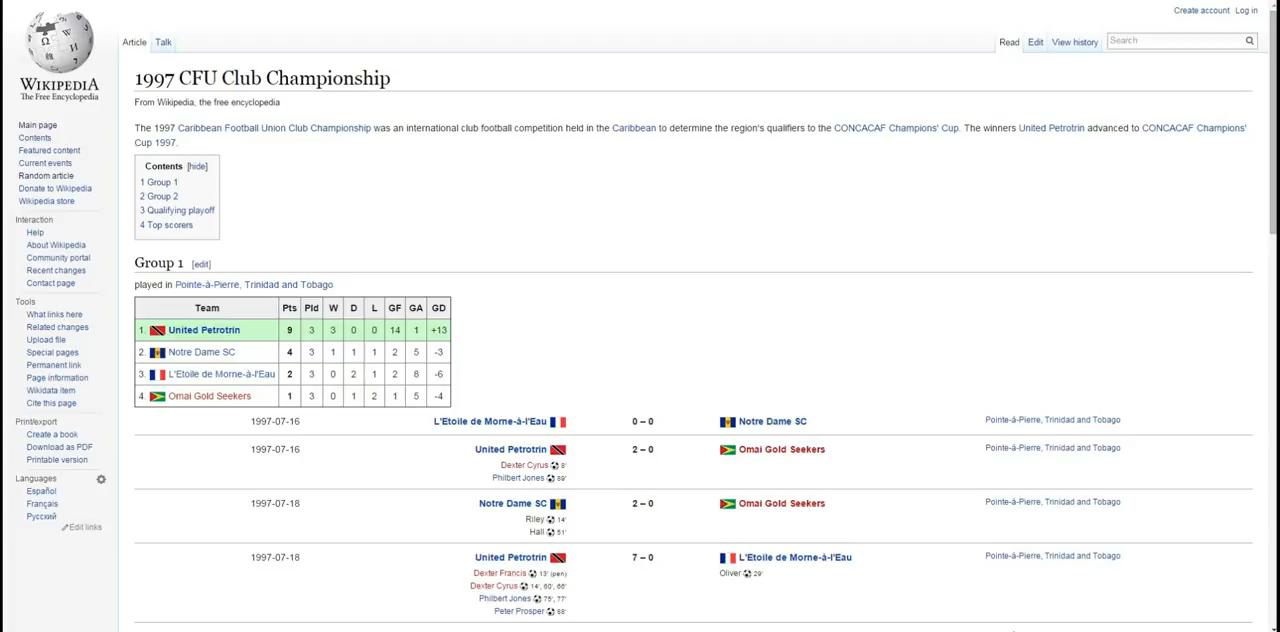 Create account Log in
Article Talk Read Edit View history Search
WIKIPEDIA
The Free Encyclopedia
1997 CFU Club Championship
From Wikipedia, the free encyclopedia
The 1997 Caribbean Football Union Club Championship was an international club football competition held in the Caribbean to determine the region's qualifiers to the CONCACAF Champions' Cup. The winners United Petrotrin advanced to CONCACAF Champions'
Cup 1997.
Main page
Contents
Featured content
Current events
Random article
Donate to Wikipedia
Wikipedia store
Interaction
Help
About Wikipedia
Community portal
Recent changes
Contact page
Tools
What links here
Related changes
Upload file
Special pages
Permanent link
Page information
Wikidata item
Cite this page
Print/export
Create a book
Download as PDF
Printable version
Languages
Español
Français
Русский
Edit links
Contents [hide]
1 Group 1
2 Group 2
3 Qualifying playoff
4 Top scorers
Group 1 [edit]
played in Pointe-à-Pierre, Trinidad and Tobago
Team Pts Pld W D L GF GA GD
1. United Petrotrin 9 3 3 0 0 14 1 +13
2. Notre Dame SC 4 3 1 1 1 2 5 -3
3. L'Etoile de Morne-à-l'Eau 2 3 0 2 1 2 8 -6
4. Omai Gold Seekers 1 3 0 1 2 1 5 -4
1997-07-16 L'Etoile de Morne-à-l'Eau 0 – 0 Notre Dame SC Pointe-á-Pierre, Trinidad and Tobago
1997-07-16 United Petrotrin 2 – 0 Omai Gold Seekers Pointe-á-Pierre, Trinidad and Tobago
Dexter Cyrus 8'
Philbert Jones 89'
1997-07-18 Notre Dame SC 2 – 0 Omai Gold Seekers Pointe-á-Pierre, Trinidad and Tobago
Riley 14'
Hall 51'
1997-07-18 United Petrotrin 7 – 0 L'Etoile de Morne-à-l'Eau Pointe-á-Pierre, Trinidad and Tobago
Dexter Francis 13' (pen) Oliver 29'
Dexter Cyrus 14', 60', 66'
Philbert Jones 75', 77'
Peter Prosper 88'